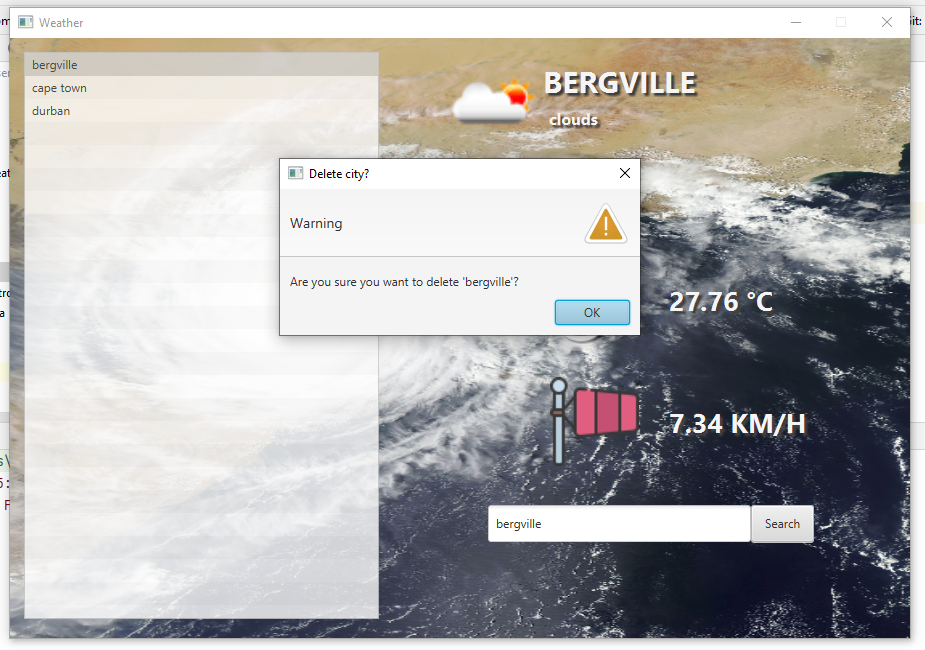 Weather
bergville
cape town
durban
BERGVILLE
clouds
Delete city?
Warning
Are you sure you want to delete 'bergville'?
OK
27.76 °C
7,34 KM/H
bergville
Search